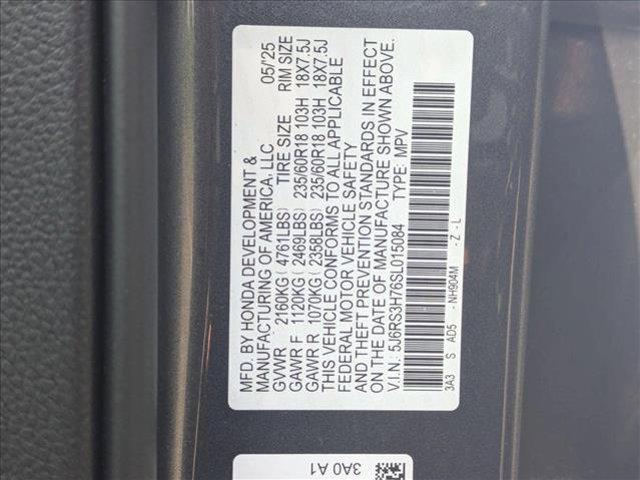 MFD. BY HONDA DEVELOPMENT &
MANUFACTURING OF AMERICA, LLC 05/'25
GVWR 2160KG(4761LBS) TIRE SIZE RIM SIZE
GAWR F 1120KG(2469LBS) 235/60R18 103H 18X7.5J
GAWR R 1070KG(2358LBS) 235/60R18 103H 18X7.5J
THIS VEHICLE CONFORMS TO ALL APPLICABLE
FEDERAL MOTOR VEHICLE SAFETY
AND THEFT PREVENTION STANDARDS IN EFFECT
ON THE DATE OF MANUFACTURE SHOWN ABOVE.
V.I.N. 5J6RS3H76SL015084 TYPE: MPV
3A3 S AD5 - NH904M - Z - L
3A0 A1